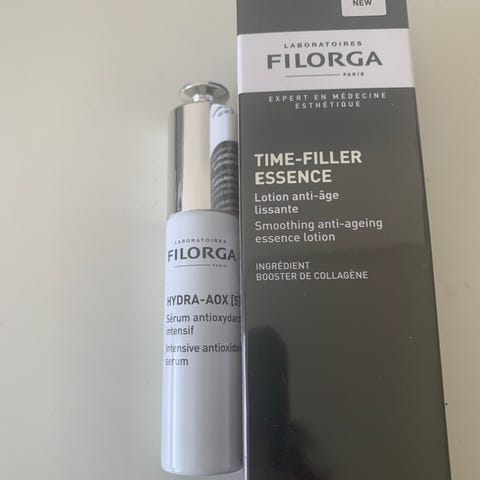 LABORATOIRES
FILORGA
PARIS
HYDRA-AOX [5]
Sérum antioxydant
intensif
Intensive antioxidant
serum
NEW
LABORATOIRES
FILORGA
PARIS
EXPERT EN MÉDECINE
ESTHÉTIQUE
TIME-FILLER
ESSENCE
Lotion anti-âge
lissante
Smoothing anti-ageing
essence lotion
INGRÉDIENT
BOOSTER DE COLLAGÈNE